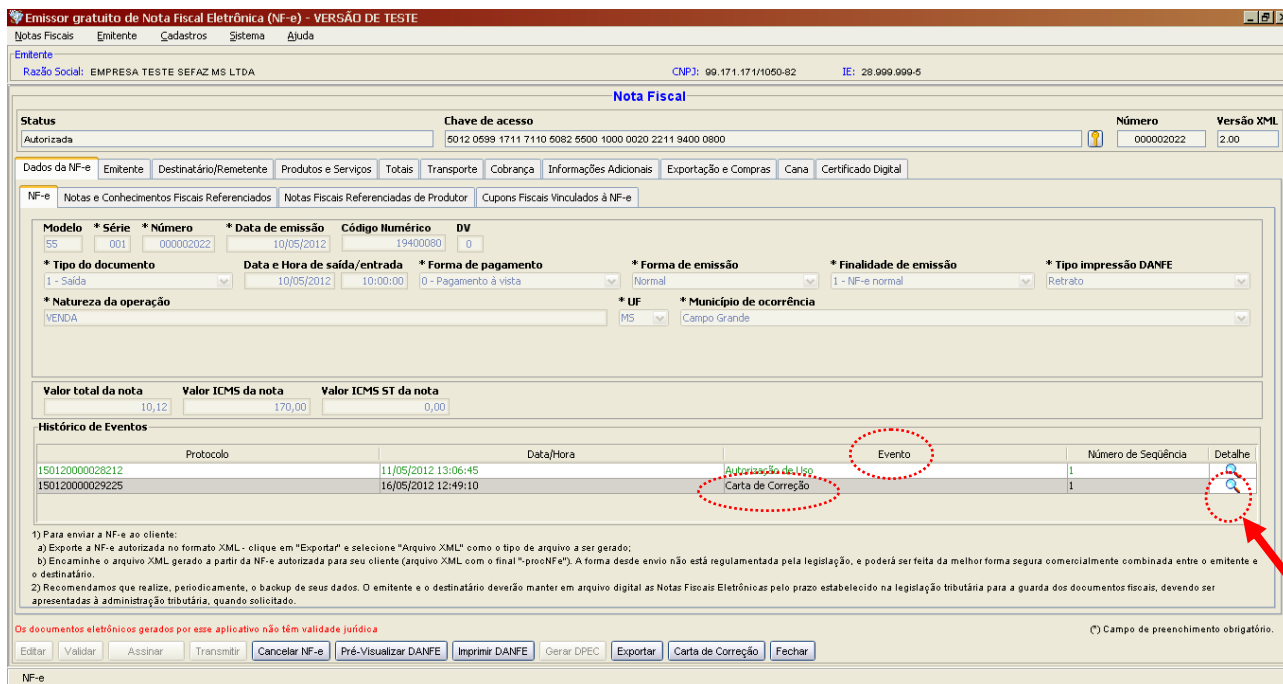 Emissor gratuito de Nota Fiscal Eletrônica (NF-e) - VERSÃO DE TESTE
Notas Fiscais Emitente Cadastros Sistema Ajuda
Emitente
Razão Social: EMPRESA TESTE SEFAZ MS LTDA CNPJ: 99.171.171/1050-82 IE: 28.999.999-5
Nota Fiscal
Status Chave de acesso Número Versão XML
Autorizada 5012 0599 1711 7110 5082 5500 1000 0020 2211 9400 0800 000002022 2.00
Dados da NF-e Emitente Destinatário/Remetente Produtos e Serviços Totais Transporte Cobrança Informações Adicionais Exportação e Compras Cana Certificado Digital
NF-e Notas e Conhecimentos Fiscais Referenciados Notas Fiscais Referenciadas de Produtor Cupons Fiscais Vinculados à NF-e
Modelo * Série * Número * Data de emissão Código Numérico DV
55 001 000002022 10/05/2012 19400080 0
* Tipo do documento Data e Hora de saída/entrada * Forma de pagamento * Forma de emissão * Finalidade de emissão * Tipo impressão DANFE
1 - Saída 10/05/2012 10:00:00 0 - Pagamento à vista Normal 1 - NF-e normal Retrato
* Natureza da operação * UF * Município de ocorrência
VENDA MS Campo Grande
Valor total da nota Valor ICMS da nota Valor ICMS ST da nota
10,12 170,00 0,00
Histórico de Eventos
Protocolo Data/Hora Evento Número de Seqüência Detalhe
150120000028212 11/05/2012 13:06:45 Autorização de Uso 1
150120000029225 16/05/2012 12:49:10 Carta de Correção 1
1) Para enviar a NF-e ao cliente:
a) Exporte a NF-e autorizada no formato XML - clique em "Exportar" e selecione "Arquivo XML" como o tipo de arquivo a ser gerado;
b) Encaminhe o arquivo XML gerado a partir da NF-e autorizada para seu cliente (arquivo XML com o final "-procNFe"). A forma desde envio não está regulamentada pela legislação, e poderá ser feita da melhor forma segura comercialmente combinada entre o emitente e
o destinatário.
2) Recomendamos que realize, periodicamente, o backup de seus dados. O emitente e o destinatário deverão manter em arquivo digital as Notas Fiscais Eletrônicas pelo prazo estabelecido na legislação tributária para a guarda dos documentos fiscais, devendo ser
apresentadas à administração tributária, quando solicitado.
Os documentos eletrônicos gerados por esse aplicativo não têm validade jurídica (*) Campo de preenchimento obrigatório.
Editar Validar Assinar Transmitir Cancelar NF-e Pré-Visualizar DANFE Imprimir DANFE Gerar DPEC Exportar Carta de Correção Fechar
NF-e